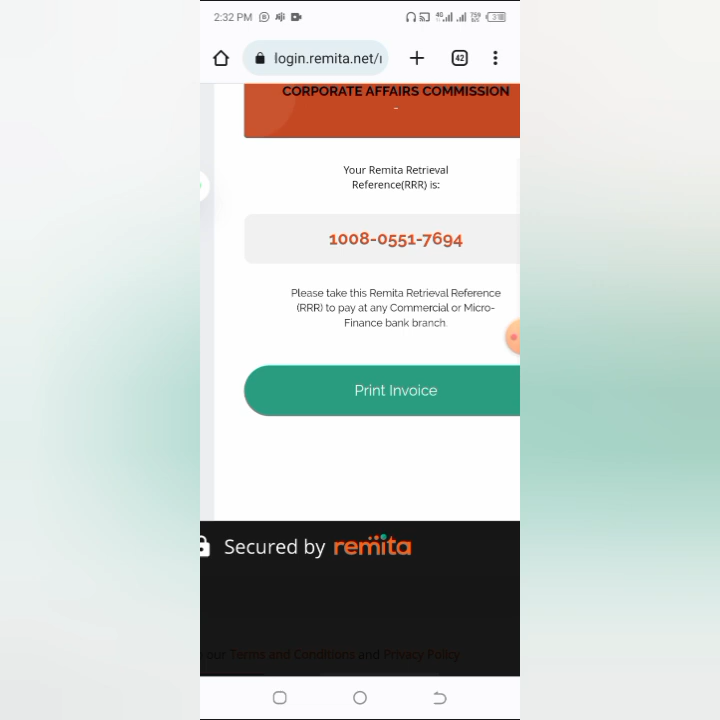 2:32 PM
login.remita.net/
42
CORPORATE AFFAIRS COMMISSION
-
Your Remita Retrieval
Reference(RRR) is:
1008-0551-7694
Please take this Remita Retrieval Reference
(RRR) to pay at any Commercial or Micro-
Finance bank branch.
Print Invoice
Secured by remita
our Terms and Conditions and Privacy Policy